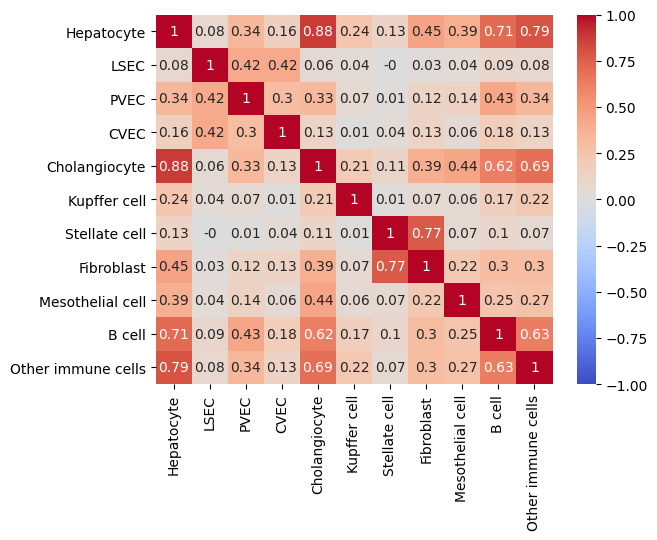 Hepatocyte 1 0.08 0.34 0.16 0.88 0.24 0.13 0.45 0.39 0.71 0.79
LSEC 0.08 1 0.42 0.42 0.06 0.04 -0 0.03 0.04 0.09 0.08
PVEC 0.34 0.42 1 0.3 0.33 0.07 0.01 0.12 0.14 0.43 0.34
CVEC 0.16 0.42 0.3 1 0.13 0.01 0.04 0.13 0.06 0.18 0.13
Cholangiocyte 0.88 0.06 0.33 0.13 1 0.21 0.11 0.39 0.44 0.62 0.69
Kupffer cell 0.24 0.04 0.07 0.01 0.21 1 0.01 0.07 0.06 0.17 0.22
Stellate cell 0.13 -0 0.01 0.04 0.11 0.01 1 0.77 0.07 0.1 0.07
Fibroblast 0.45 0.03 0.12 0.13 0.39 0.07 0.77 1 0.22 0.3 0.3
Mesothelial cell 0.39 0.04 0.14 0.06 0.44 0.06 0.07 0.22 1 0.25 0.27
B cell 0.71 0.09 0.43 0.18 0.62 0.17 0.1 0.3 0.25 1 0.63
Other immune cells 0.79 0.08 0.34 0.13 0.69 0.22 0.07 0.3 0.27 0.63 1
Hepatocyte
LSEC
PVEC
CVEC
Cholangiocyte
Kupffer cell
Stellate cell
Fibroblast
Mesothelial cell
B cell
Other immune cells
1.00
0.75
0.50
0.25
0.00
−0.25
−0.50
−0.75
−1.00